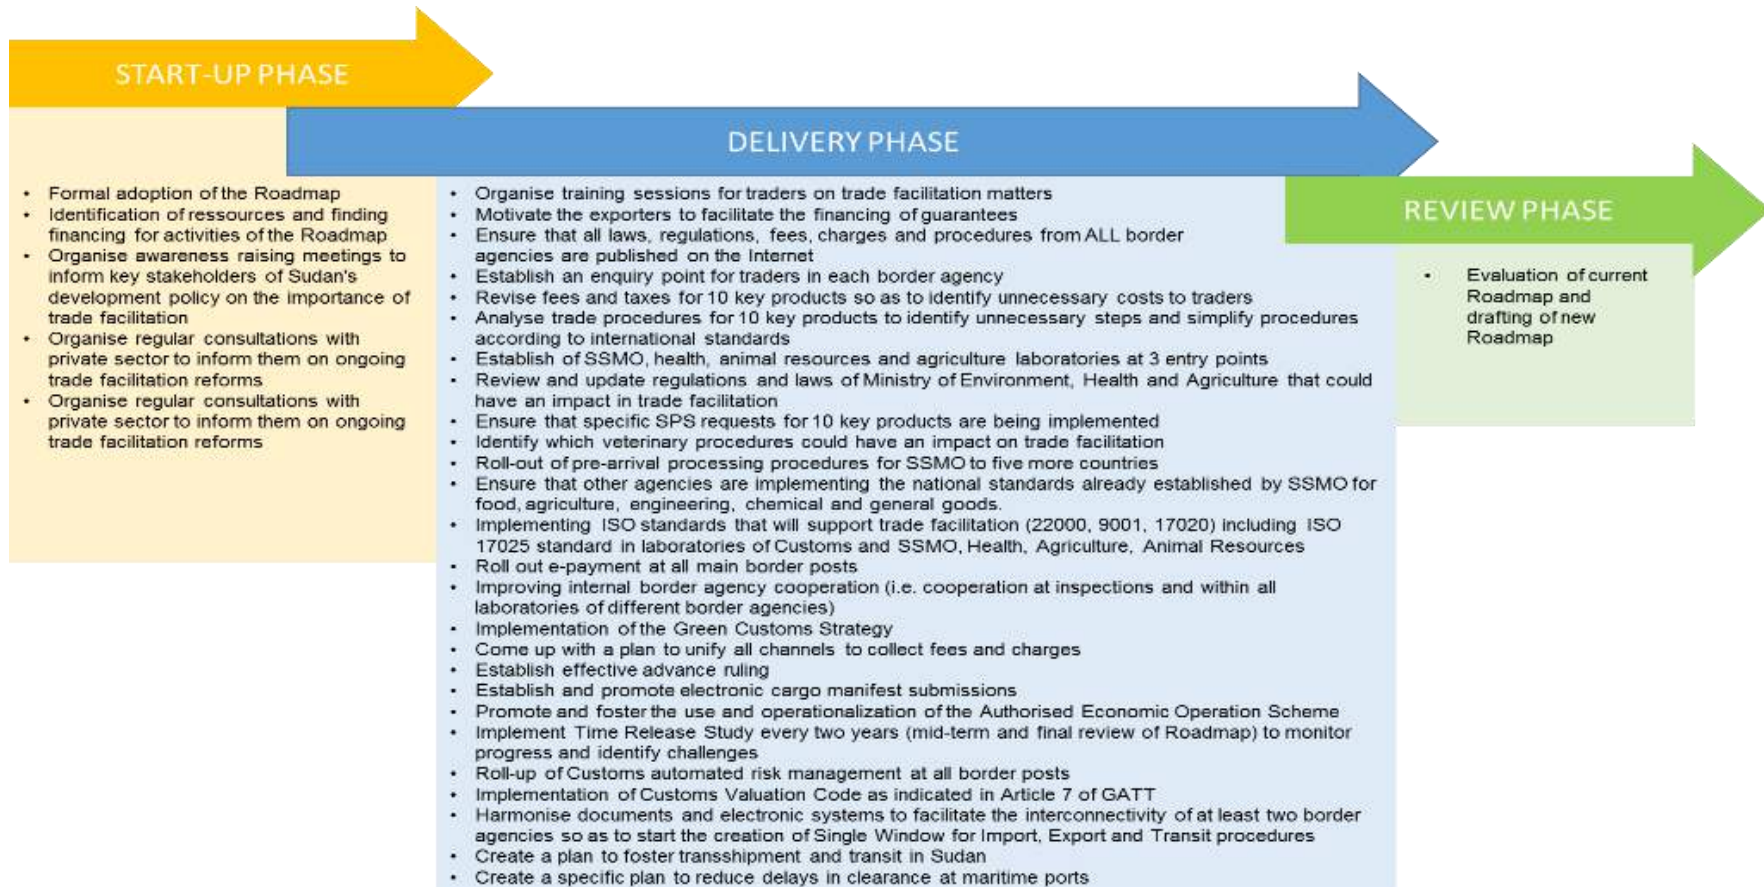 START-UP PHASE
• Formal adoption of the Roadmap
• Identification of ressources and finding
financing for activities of the Roadmap
• Organise awareness raising meetings to
inform key stakeholders of Sudan's
development policy on the importance of
trade facilitation
• Organise regular consultations with
private sector to inform them on ongoing
trade facilitation reforms
• Organise regular consultations with
private sector to inform them on ongoing
trade facilitation reforms
DELIVERY PHASE
• Organise training sessions for traders on trade facilitation matters
• Motivate the exporters to facilitate the financing of guarantees
• Ensure that all laws, regulations, fees, charges and procedures from ALL border
agencies are published on the Internet
• Establish an enquiry point for traders in each border agency
• Revise fees and taxes for 10 key products so as to identify unnecessary costs to traders
• Analyse trade procedures for 10 key products to identify unnecessary steps and simplify procedures
according to international standards
• Establish of SSMO, health, animal resources and agriculture laboratories at 3 entry points
• Review and update regulations and laws of Ministry of Environment, Health and Agriculture that could
have an impact in trade facilitation
• Ensure that specific SPS requests for 10 key products are being implemented
• Identify which veterinary procedures could have an impact on trade facilitation
• Roll-out of pre-arrival processing procedures for SSMO to five more countries
• Ensure that other agencies are implementing the national standards already established by SSMO for
food, agriculture, engineering, chemical and general goods.
• Implementing ISO standards that will support trade facilitation (22000, 9001, 17020) including ISO
17025 standard in laboratories of Customs and SSMO, Health, Agriculture, Animal Resources
• Roll out e-payment at all main border posts
• Improving internal border agency cooperation (i.e. cooperation at inspections and within all
laboratories of different border agencies)
• Implementation of the Green Customs Strategy
• Come up with a plan to unify all channels to collect fees and charges
• Establish effective advance ruling
• Establish and promote electronic cargo manifest submissions
• Promote and foster the use and operationalization of the Authorised Economic Operation Scheme
• Implement Time Release Study every two years (mid-term and final review of Roadmap) to monitor
progress and identify challenges
• Roll-up of Customs automated risk management at all border posts
• Implementation of Customs Valuation Code as indicated in Article 7 of GATT
• Harmonise documents and electronic systems to facilitate the interconnectivity of at least two border
agencies so as to start the creation of Single Window for Import, Export and Transit procedures
• Create a plan to foster transshipment and transit in Sudan
• Create a specific plan to reduce delays in clearance at maritime ports
REVIEW PHASE
• Evaluation of current
Roadmap and
drafting of new
Roadmap